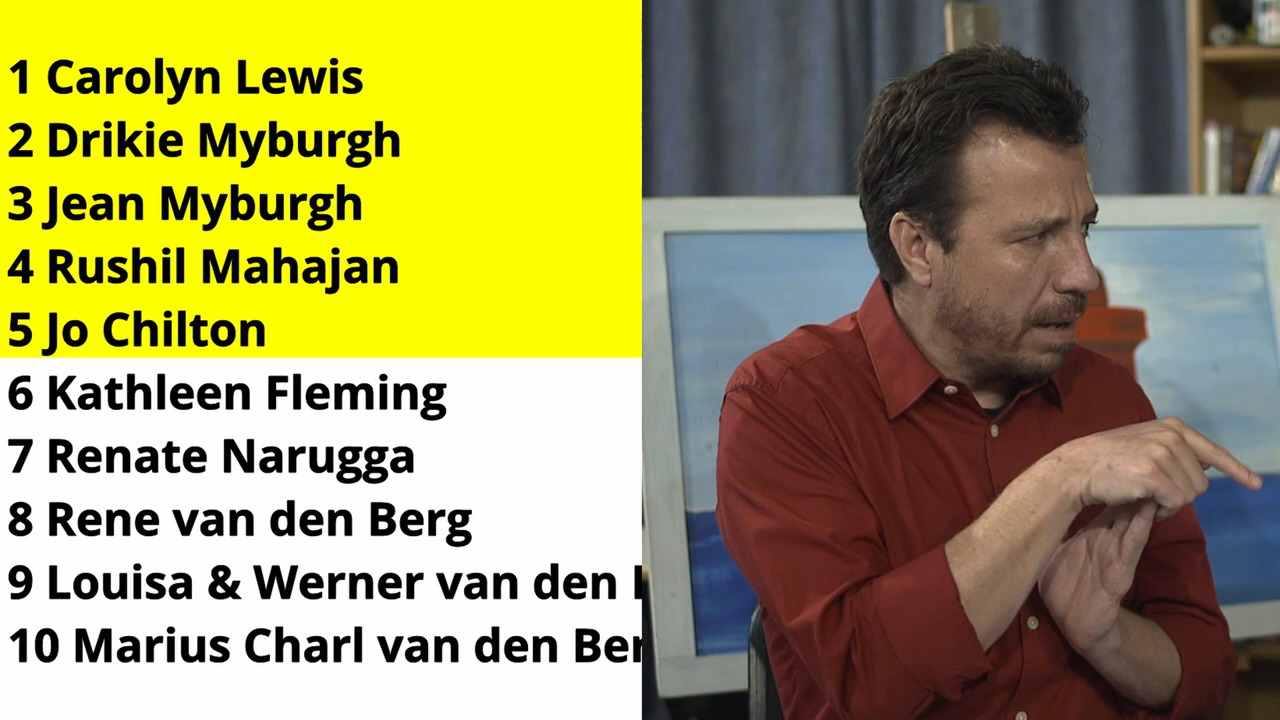 1 Carolyn Lewis
2 Drikie Myburgh
3 Jean Myburgh
4 Rushil Mahajan
5 Jo Chilton
6 Kathleen Fleming
7 Renate Narugga
8 Rene van den Berg
9 Louisa & Werner van den
10 Marius Charl van den Ber